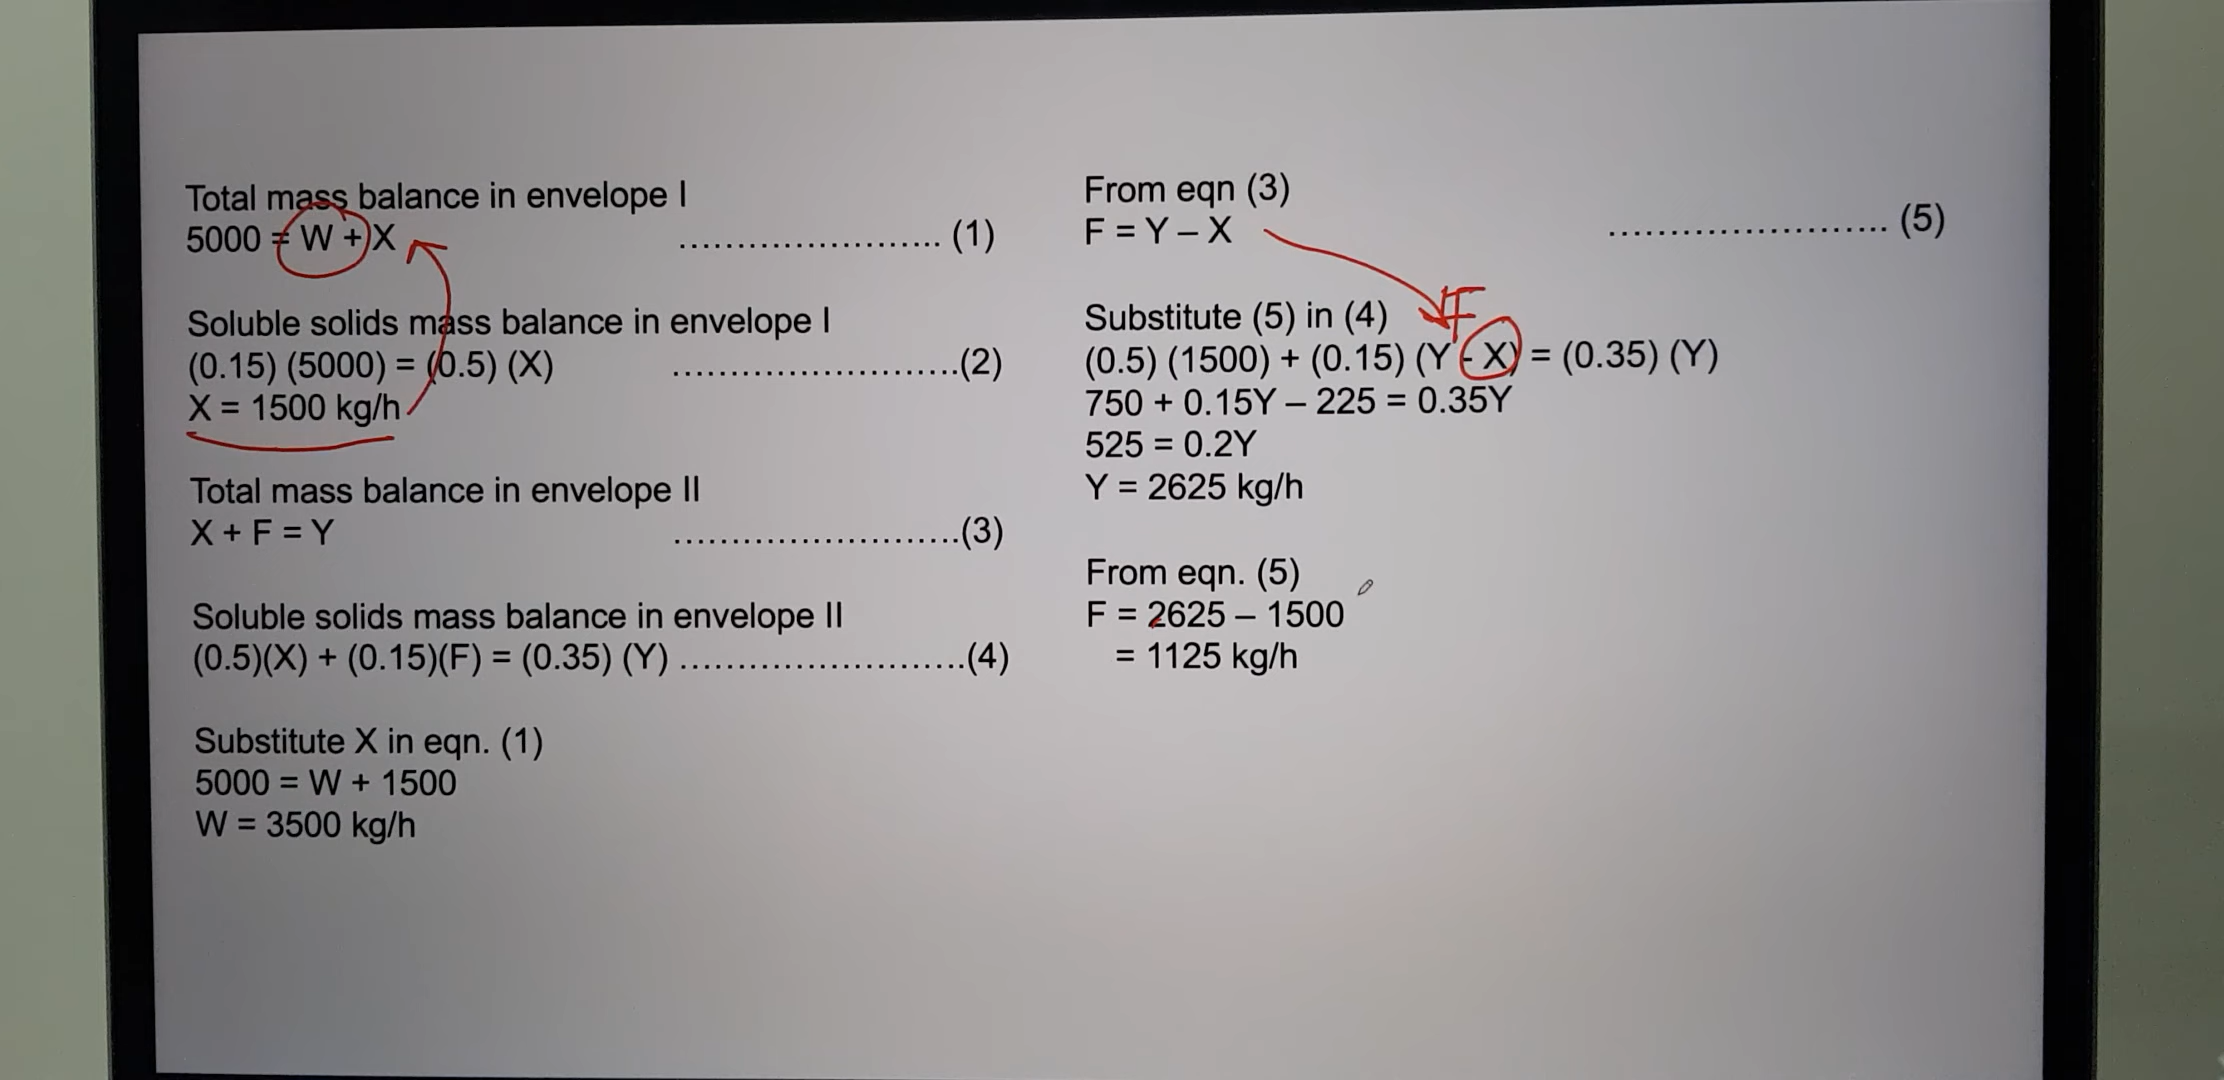 Total mass balance in envelope I
5000 = W + X ....................... (1)
Soluble solids mass balance in envelope I
(0.15) (5000) = (0.5) (X) .........................(2)
X = 1500 kg/h
Total mass balance in envelope II
X + F = Y .........................(3)
Soluble solids mass balance in envelope II
(0.5)(X) + (0.15)(F) = (0.35) (Y) .........................(4)
Substitute X in eqn. (1)
5000 = W + 1500
W = 3500 kg/h
From eqn (3)
F = Y – X ........................ (5)
F
Substitute (5) in (4)
(0.5) (1500) + (0.15) (Y - X) = (0.35) (Y)
750 + 0.15Y – 225 = 0.35Y
525 = 0.2Y
Y = 2625 kg/h
From eqn. (5)
F = 2625 – 1500
= 1125 kg/h